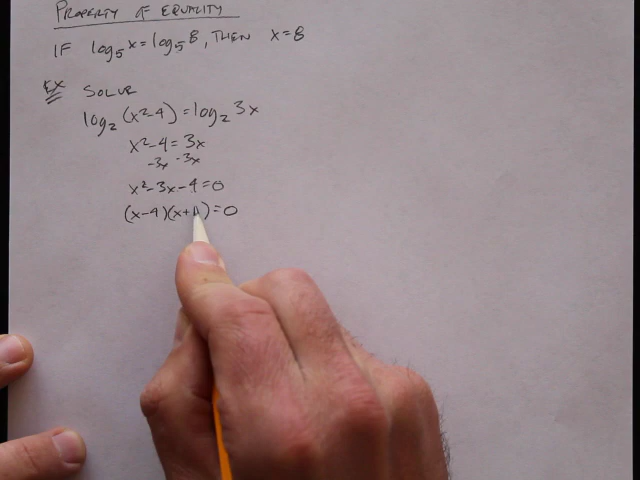 PROPERTY OF EQUALITY
IF log₅ x = log₅ 8, THEN x = 8
EX SOLVE
log₂ (x²-4) = log₂ 3x
x²-4 = 3x
-3x -3x
x²-3x-4=0
(x-4)(x+1)=0